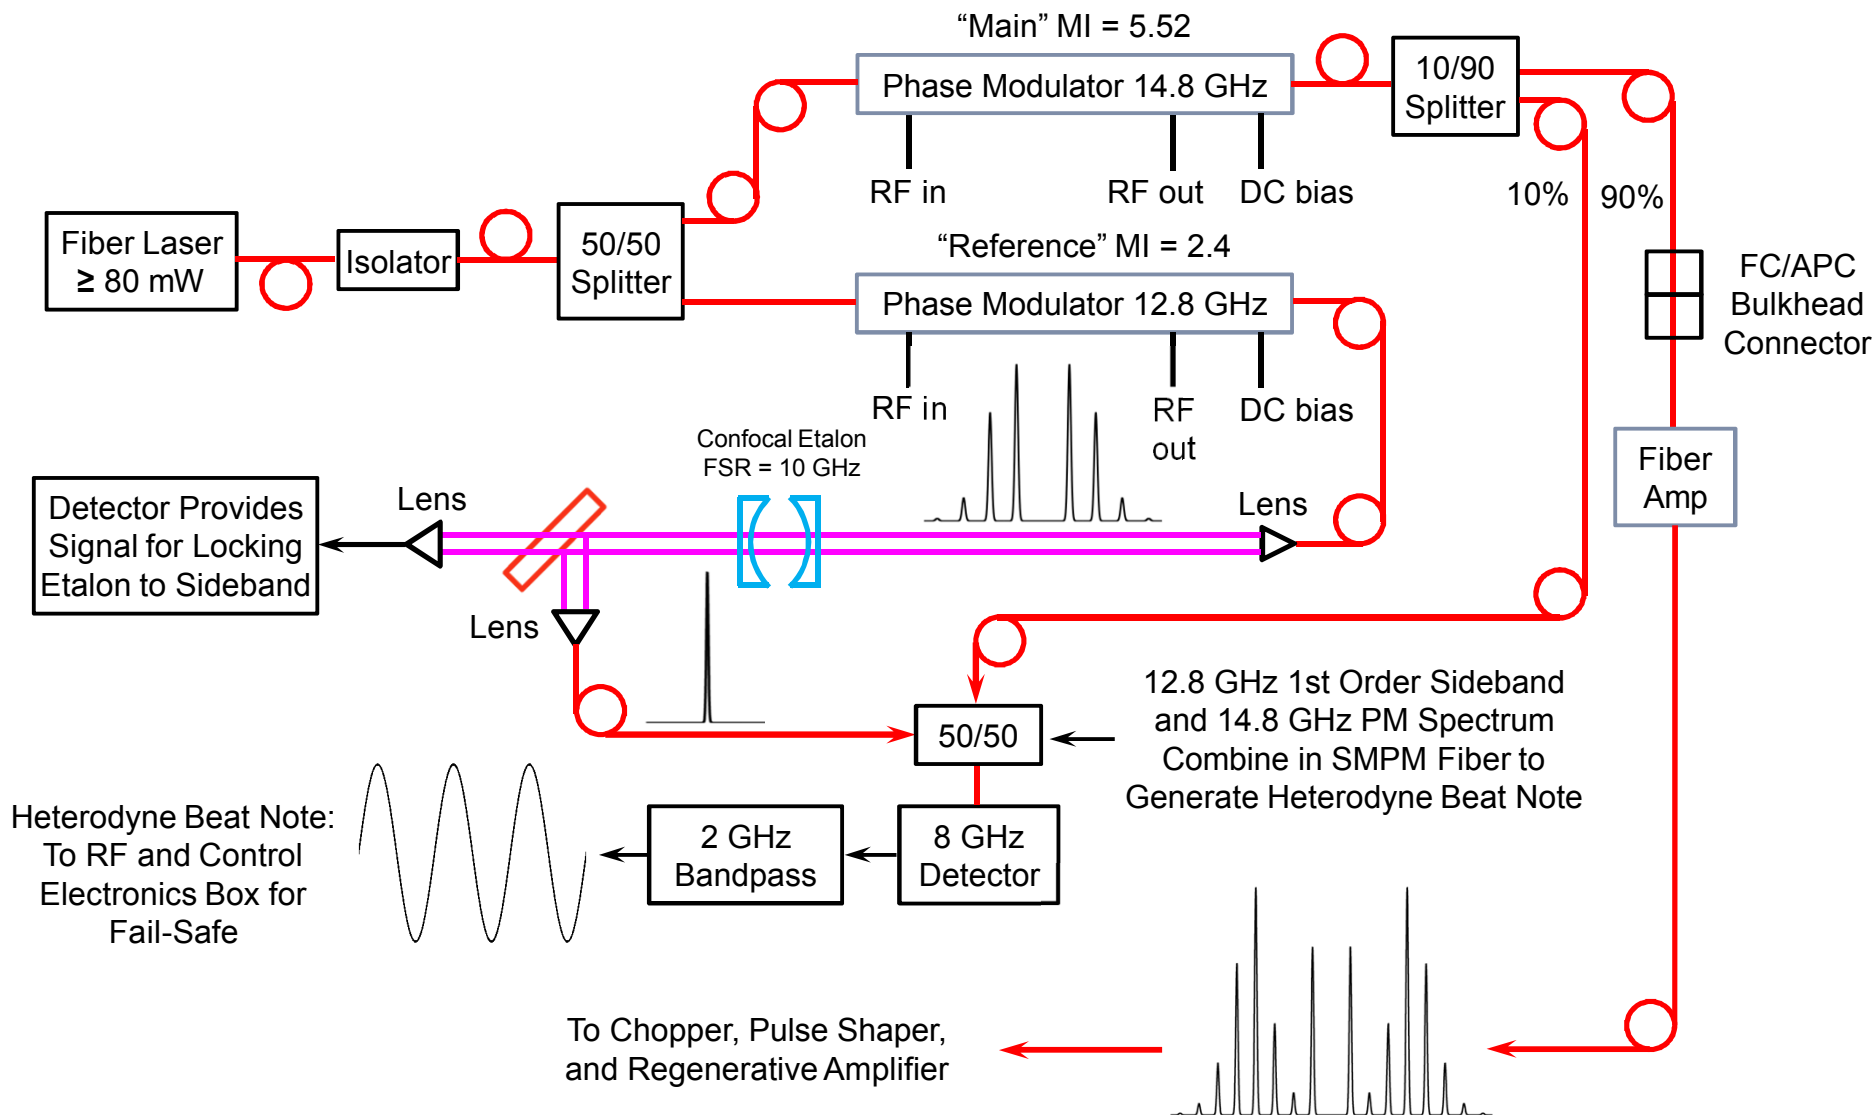 “Main” MI = 5.52
Phase Modulator 14.8 GHz
RF in
RF out
DC bias
10/90
Splitter
10%
90%
Fiber Laser
≥ 80 mW
Isolator
50/50
Splitter
“Reference” MI = 2.4
Phase Modulator 12.8 GHz
RF in
RF
out
DC bias
FC/APC
Bulkhead
Connector
Confocal Etalon
FSR = 10 GHz
Fiber
Amp
Detector Provides
Signal for Locking
Etalon to Sideband
Lens
Lens
Lens
12.8 GHz 1st Order Sideband
and 14.8 GHz PM Spectrum
Combine in SMPM Fiber to
Generate Heterodyne Beat Note
50/50
8 GHz
Detector
2 GHz
Bandpass
Heterodyne Beat Note:
To RF and Control
Electronics Box for
Fail-Safe
To Chopper, Pulse Shaper,
and Regenerative Amplifier